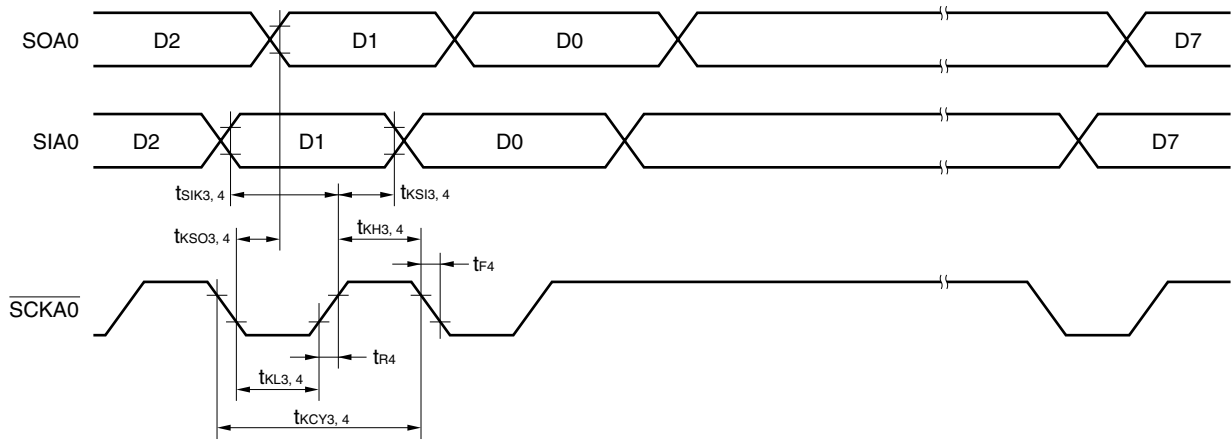 SOA0 D2 D1 D0 D7
SIA0 D2 D1 D0 D7
tSIK3, 4 tKSI3, 4
tKSO3, 4 tKH3, 4
tF4
SCKA0
tR4
tKL3, 4
tKCY3, 4